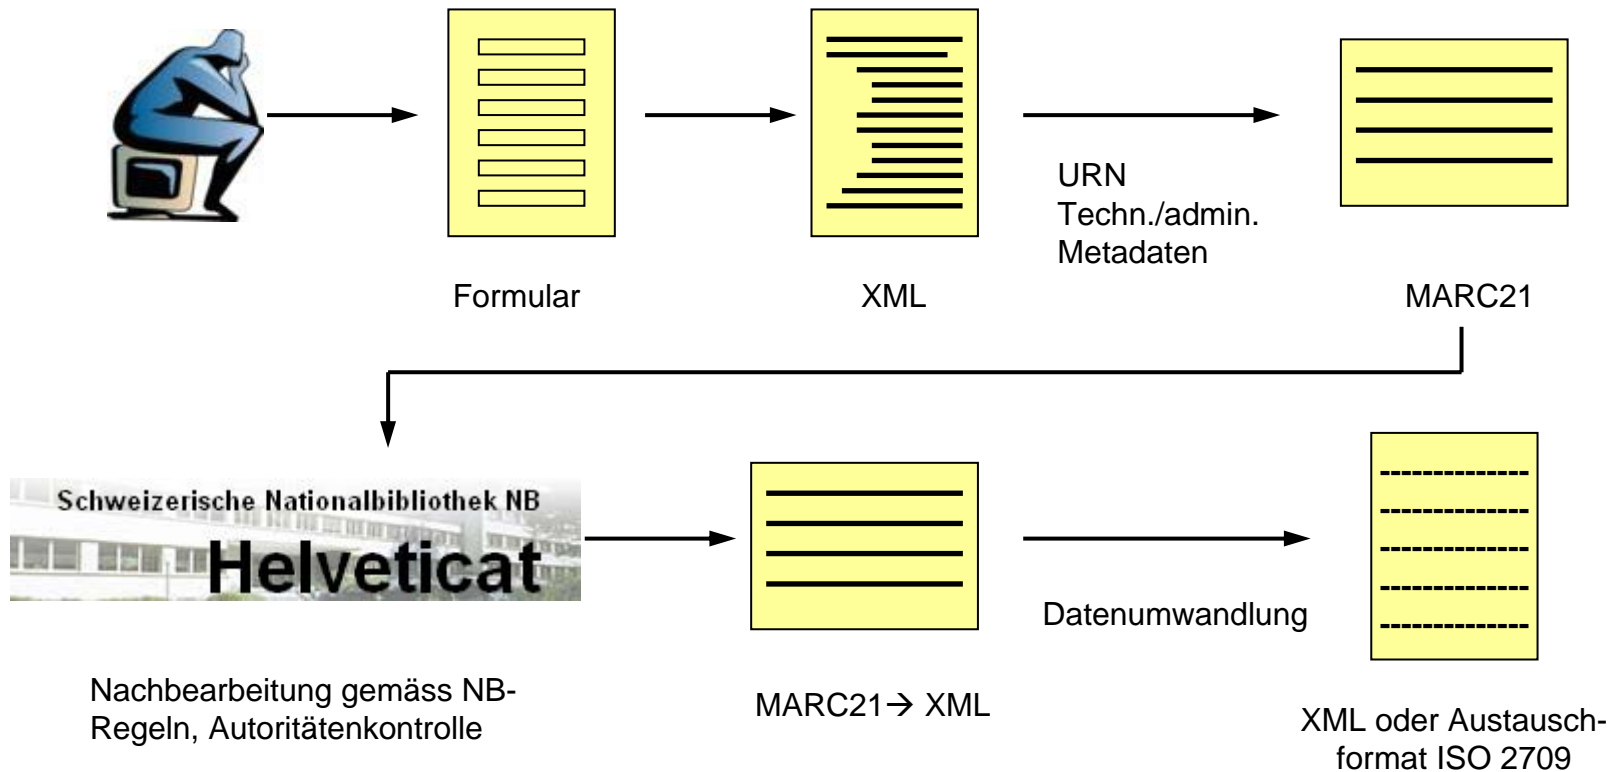 Formular
XML
URN
Techn./admin.
Metadaten
MARC21
Schweizerische Nationalbibliothek NB
Helveticat
Nachbearbeitung gemäss NB-
Regeln, Autoritätenkontrolle
MARC21→ XML
Datenumwandlung
XML oder Austausch-
format ISO 2709